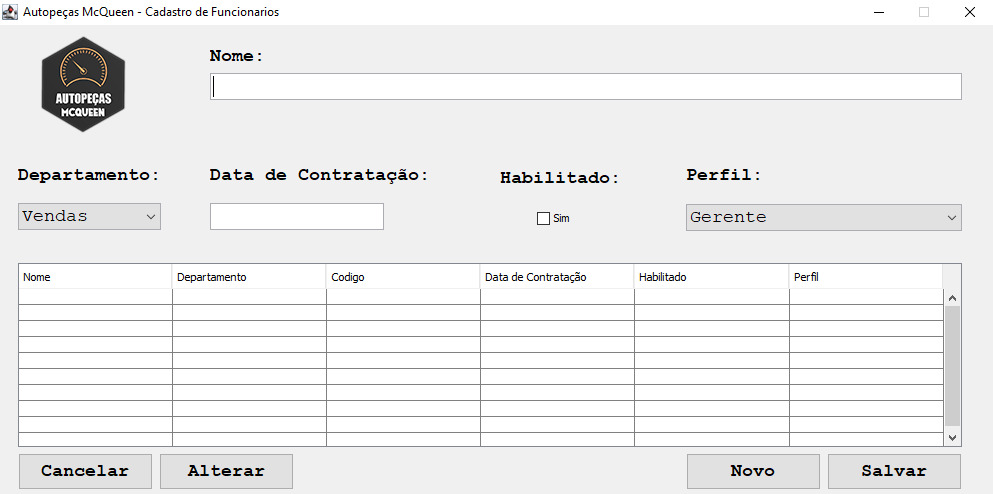 Autopeças McQueen - Cadastro de Funcionarios
AUTOPEÇAS
MCQUEEN
Nome:
Departamento:
Data de Contratação:
Habilitado:
Perfil:
Vendas
Sim
Gerente
Nome Departamento Codigo Data de Contratação Habilitado Perfil
Cancelar Alterar Novo Salvar